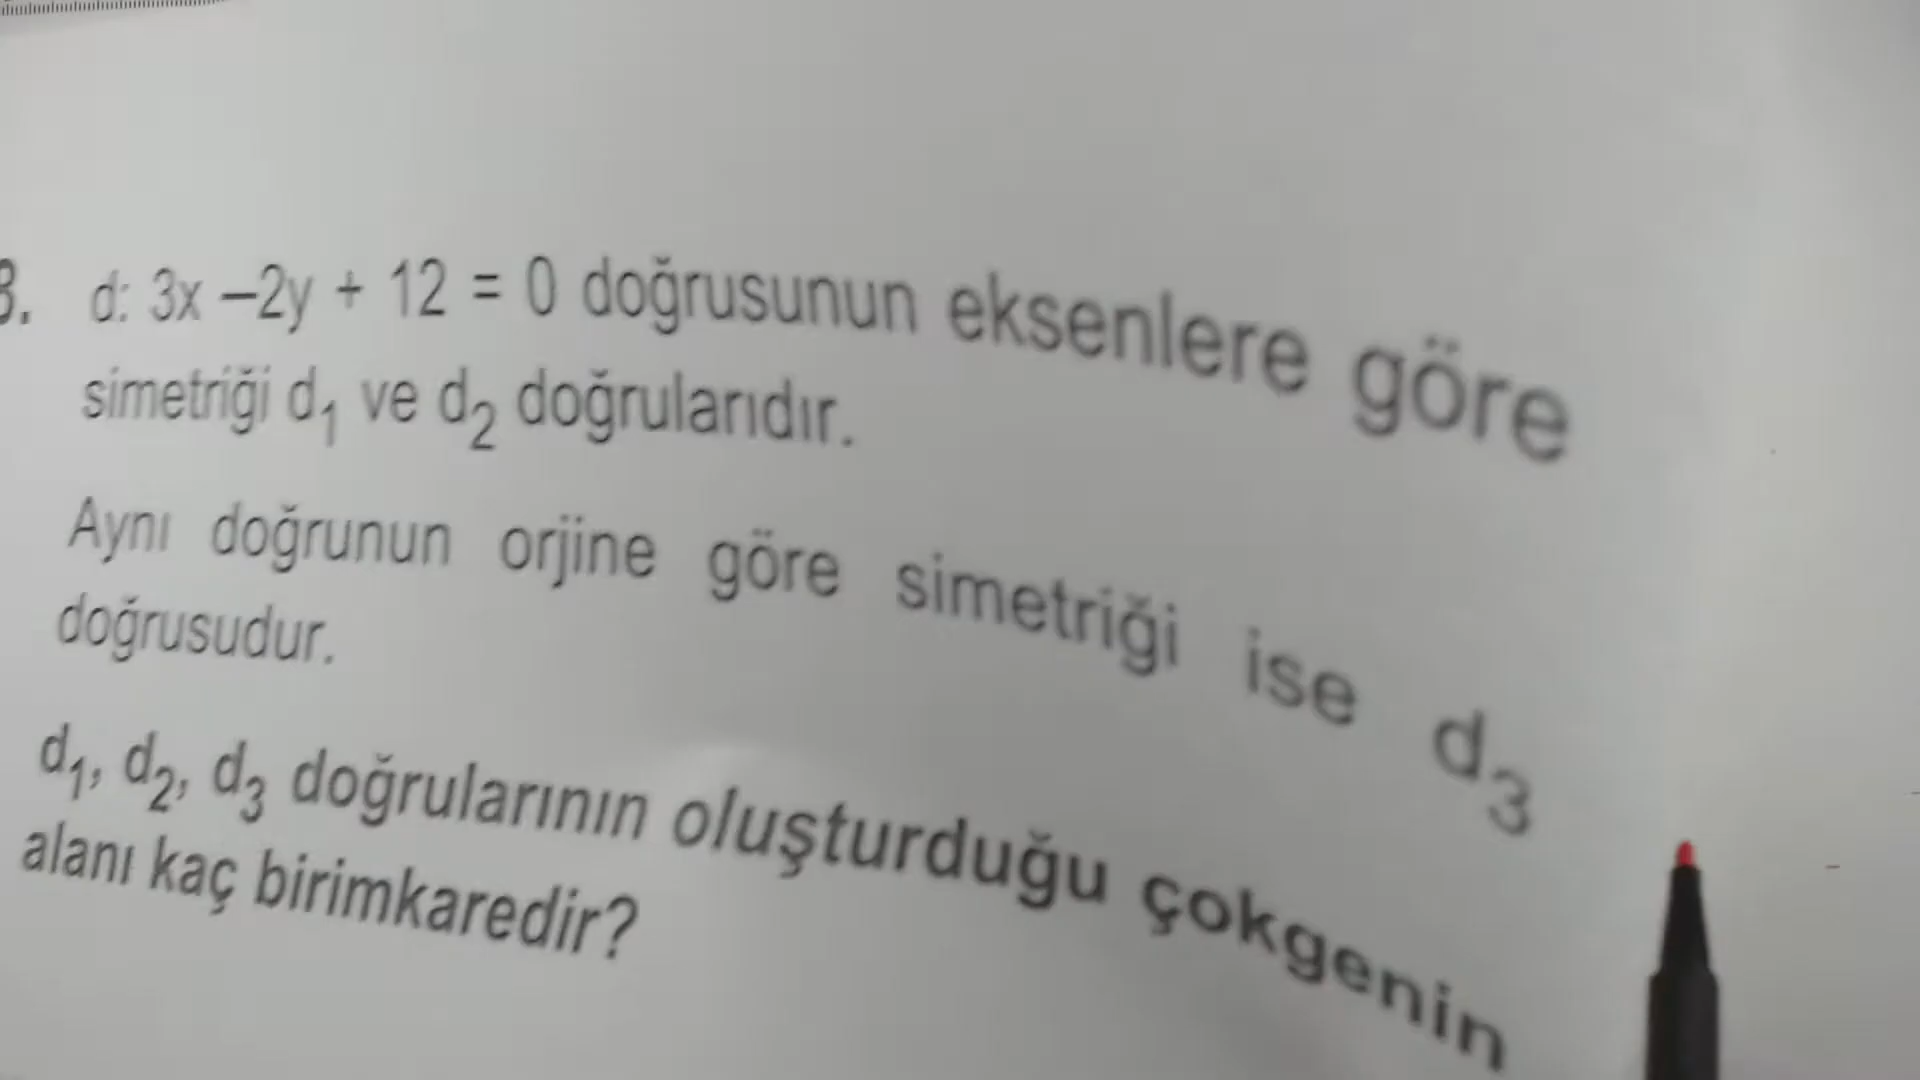 3. d: 3x –2y + 12 = 0 doğrusunun eksenlere göre
simetriği d₁ ve d₂ doğrularıdır.
Aynı doğrunun orjine göre simetriği ise d₃
doğrusudur.
d₁, d₂, d₃ doğrularının oluşturduğu çokgenin
alanı kaç birimkaredir?